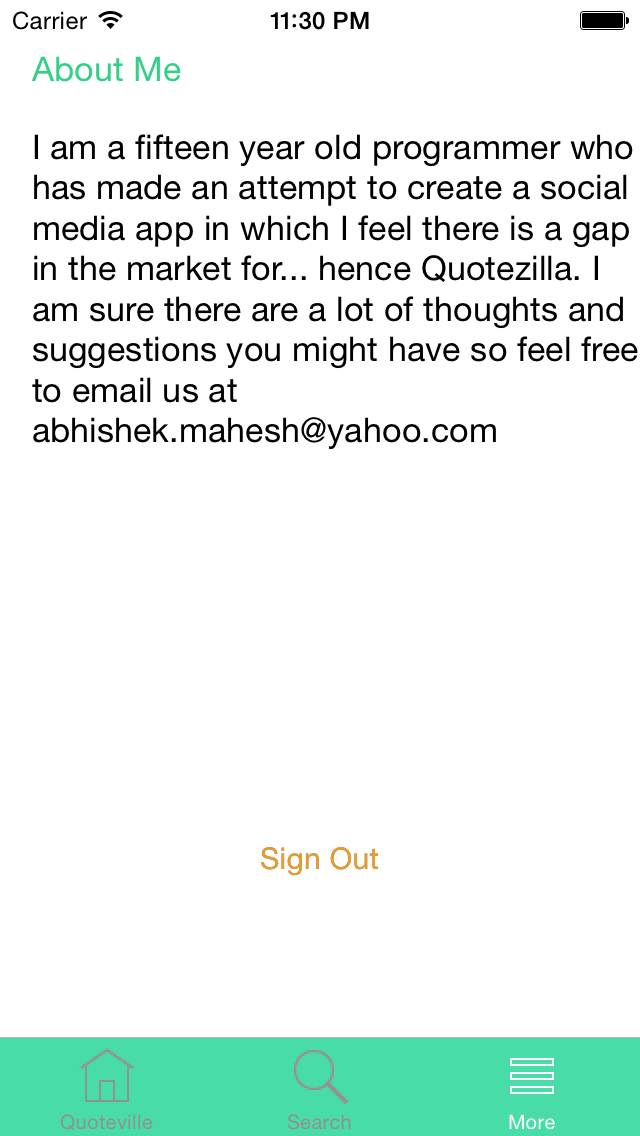 Carrier 11:30 PM
About Me
I am a fifteen year old programmer who
has made an attempt to create a social
media app in which I feel there is a gap
in the market for... hence Quotezilla. I
am sure there are a lot of thoughts and
suggestions you might have so feel free
to email us at
abhishek.mahesh@yahoo.com
Sign Out
Quoteville Search More